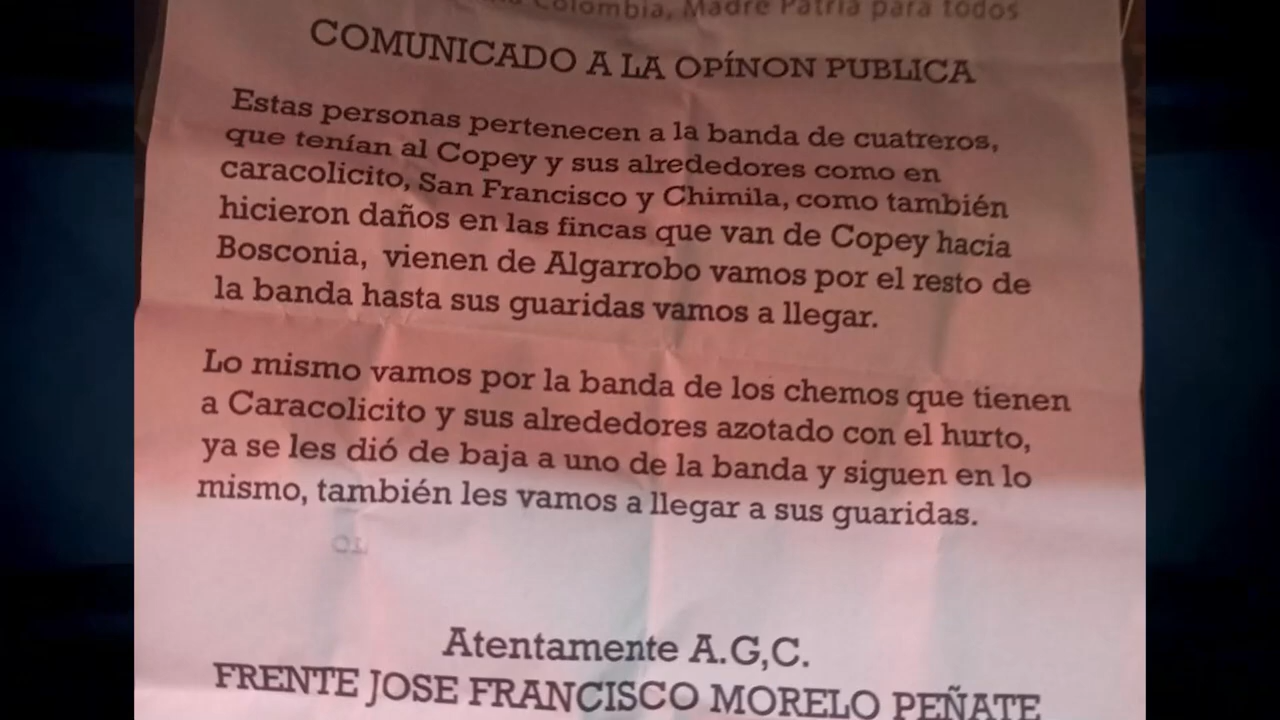 Colombia, Madre Patria para todos
COMUNICADO A LA OPÍNON PUBLICA
Estas personas pertenecen a la banda de cuatreros,
que tenían al Copey y sus alrededores como en
caracolicito, San Francisco y Chimila, como también
hicieron daños en las fincas que van de Copey hacia
Bosconia, vienen de Algarrobo vamos por el resto de
la banda hasta sus guaridas vamos a llegar.
Lo mismo vamos por la banda de los chemos que tienen
a Caracolicito y sus alrededores azotado con el hurto,
ya se les dió de baja a uno de la banda y siguen en lo
mismo, también les vamos a llegar a sus guaridas.
Atentamente A.G,C.
FRENTE JOSE FRANCISCO MORELO PEÑATE